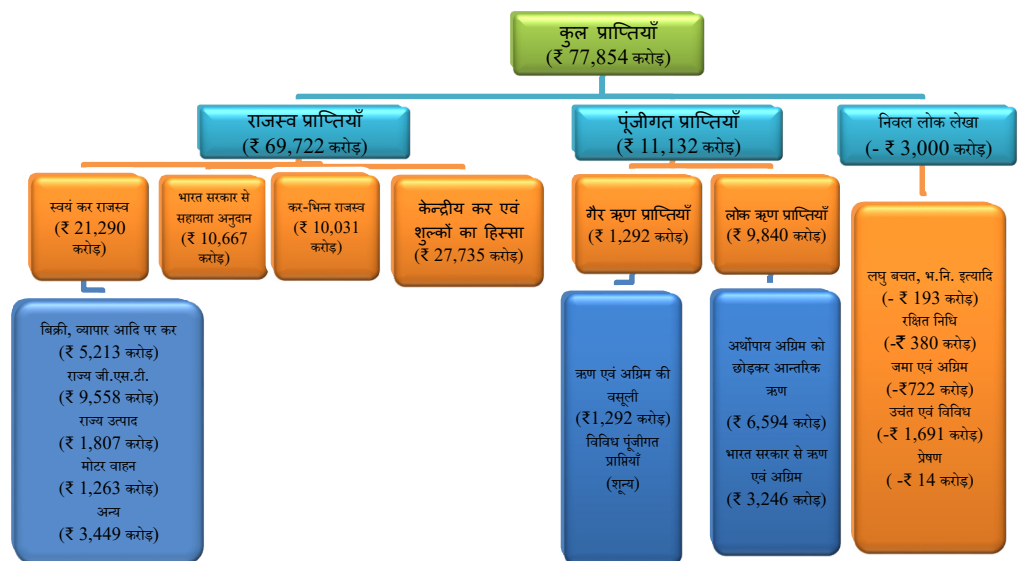 कुल प्राप्तियाँ
(₹ 77,854 करोड़)
राजस्व प्राप्तियाँ
(₹ 69,722 करोड़)
पूंजीगत प्राप्तियाँ
(₹ 11,132 करोड़)
निवल लोक लेखा
(- ₹ 3,000 करोड़)
स्वयं कर राजस्व
(₹ 21,290
करोड़)
भारत सरकार से
सहायता अनुदान
(₹ 10,667
करोड़)
कर-भिन्न राजस्व
(₹ 10,031
करोड़)
केन्द्रीय कर एवं
शुल्कों का हिस्सा
(₹ 27,735 करोड़)
गैर ऋण प्राप्तियाँ
(₹ 1,292 करोड़)
लोक ऋण प्राप्तियाँ
(₹ 9,840 करोड़)
बिक्री, व्यापार आदि पर कर
(₹ 5,213 करोड़)
राज्य जी.एस.टी.
(₹ 9,558 करोड़)
राज्य उत्पाद
(₹ 1,807 करोड़)
मोटर वाहन
(₹ 1,263 करोड़)
अन्य
(₹ 3,449 करोड़)
ऋण एवं अग्रिम की
वसूली
(₹1,292 करोड़)
विविध पूंजीगत
प्राप्तियाँ
(शून्य)
अर्थोपाय अग्रिम को
छोड़कर आन्तरिक
ऋण
(₹ 6,594 करोड़)
भारत सरकार से ऋण
एवं अग्रिम
(₹ 3,246 करोड़)
लघु बचत, भ.नि. इत्यादि
(- ₹ 193 करोड़)
रक्षित निधि
(-₹ 380 करोड़)
जमा एवं अग्रिम
(-₹722 करोड़)
उचंत एवं विविध
(-₹ 1,691 करोड़)
प्रेषण
( -₹ 14 करोड़)